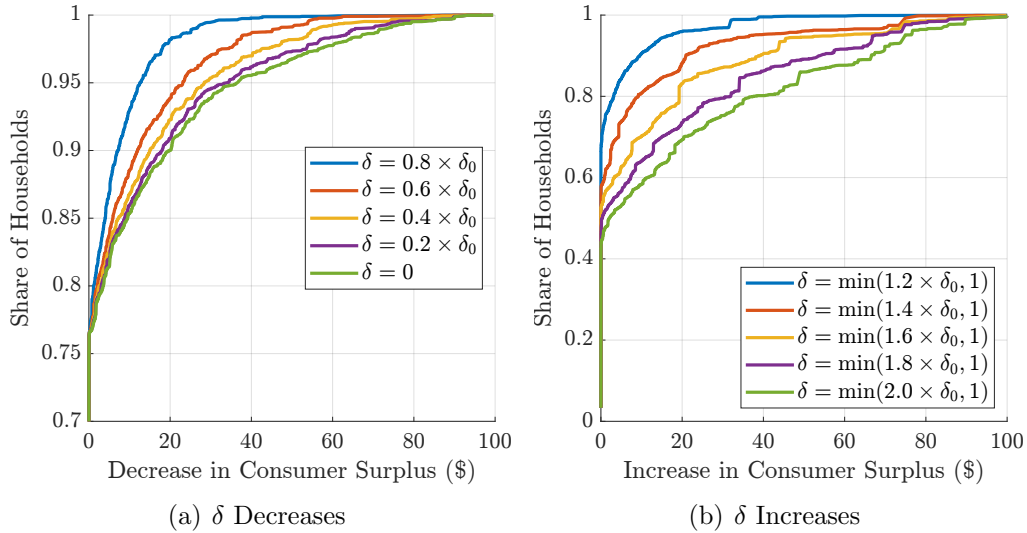 1
0.95
0.9
0.85
0.8
0.75
0.7
Share of Households
0 20 40 60 80 100
Decrease in Consumer Surplus ($)
δ = 0.8 × δ₀
δ = 0.6 × δ₀
δ = 0.4 × δ₀
δ = 0.2 × δ₀
δ = 0
(a) δ Decreases
1
0.8
0.6
0.4
0.2
0
Share of Households
0 20 40 60 80 100
Increase in Consumer Surplus ($)
δ = min(1.2 × δ₀, 1)
δ = min(1.4 × δ₀, 1)
δ = min(1.6 × δ₀, 1)
δ = min(1.8 × δ₀, 1)
δ = min(2.0 × δ₀, 1)
(b) δ Increases